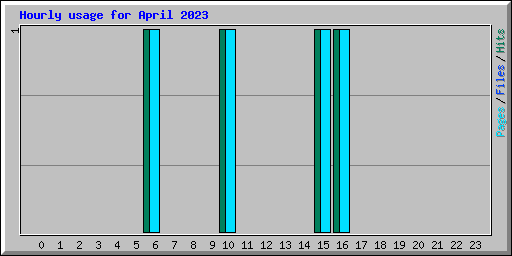 Hourly usage for April 2023
1
Pages/Files/Hits
0 1 2 3 4 5 6 7 8 9 10 11 12 13 14 15 16 17 18 19 20 21 22 23